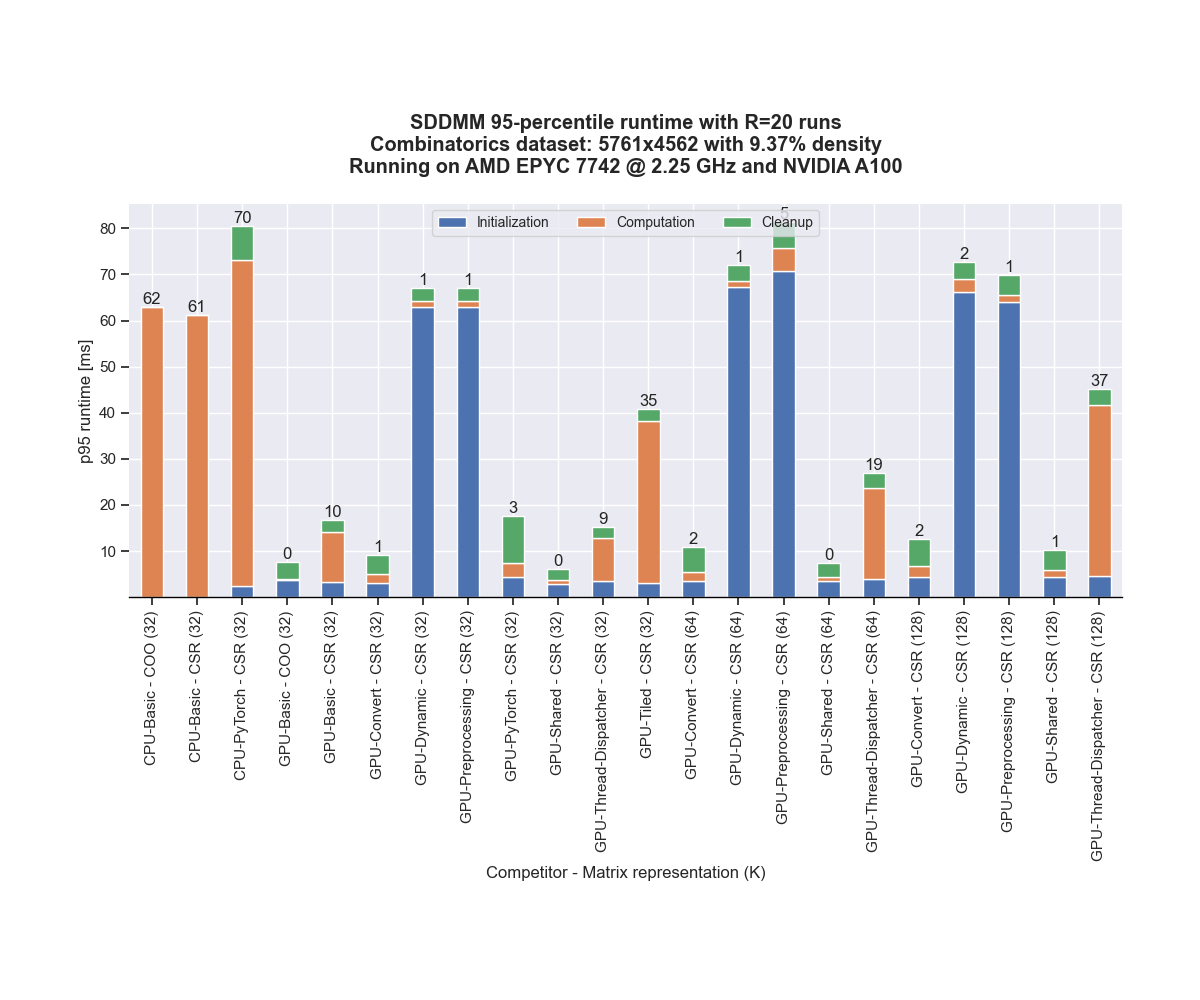 SDDMM 95-percentile runtime with R=20 runs
Combinatorics dataset: 5761x4562 with 9.37% density
Running on AMD EPYC 7742 @ 2.25 GHz and NVIDIA A100
Initialization
Computation
Cleanup
p95 runtime [ms]
80
70
60
50
40
30
20
10
62
61
70
0
10
1
1
1
3
0
9
35
2
1
5
0
19
2
2
1
1
37
CPU-Basic - COO (32)
CPU-Basic - CSR (32)
CPU-PyTorch - CSR (32)
GPU-Basic - COO (32)
GPU-Basic - CSR (32)
GPU-Convert - CSR (32)
GPU-Dynamic - CSR (32)
GPU-Preprocessing - CSR (32)
GPU-PyTorch - CSR (32)
GPU-Shared - CSR (32)
GPU-Thread-Dispatcher - CSR (32)
GPU-Tiled - CSR (32)
GPU-Convert - CSR (64)
GPU-Dynamic - CSR (64)
GPU-Preprocessing - CSR (64)
GPU-Shared - CSR (64)
GPU-Thread-Dispatcher - CSR (64)
GPU-Convert - CSR (128)
GPU-Dynamic - CSR (128)
GPU-Preprocessing - CSR (128)
GPU-Shared - CSR (128)
GPU-Thread-Dispatcher - CSR (128)
Competitor - Matrix representation (K)